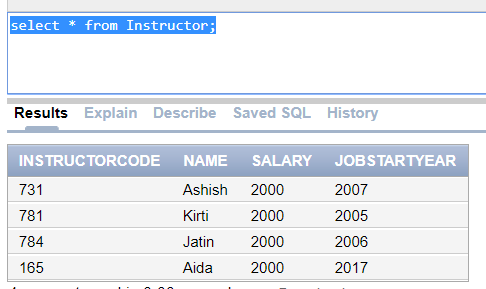 select * from Instructor;
Results Explain Describe Saved SQL History
INSTRUCTORCODE NAME SALARY JOBSTARTYEAR
731 Ashish 2000 2007
781 Kirti 2000 2005
784 Jatin 2000 2006
165 Aida 2000 2017